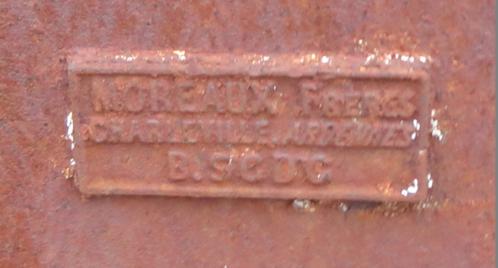 MOREAUX FRÈRES
CHARLEVILLE, ARDENNES
B.S.G.D.G